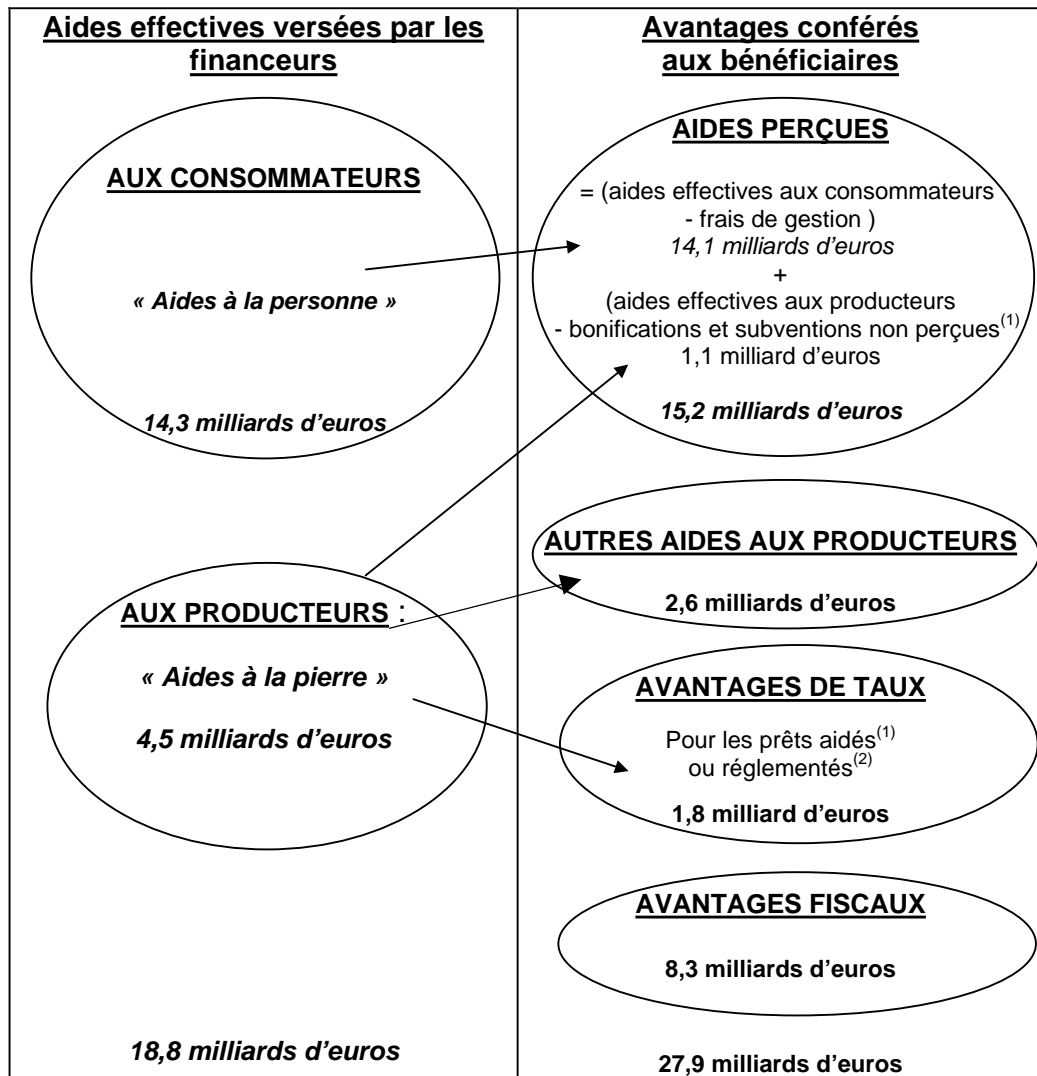 Aides effectives versées par les
financeurs
AUX CONSOMMATEURS
« Aides à la personne »
14,3 milliards d'euros
AUX PRODUCTEURS :
« Aides à la pierre »
4,5 milliards d'euros
18,8 milliards d'euros
Avantages conférés
aux bénéficiaires
AIDES PERÇUES
= (aides effectives aux consommateurs
- frais de gestion )
14,1 milliards d'euros
+
(aides effectives aux producteurs
- bonifications et subventions non perçues(1)
1,1 milliard d'euros
15,2 milliards d'euros
AUTRES AIDES AUX PRODUCTEURS
2,6 milliards d'euros
AVANTAGES DE TAUX
Pour les prêts aidés(1)
ou réglementés(2)
1,8 milliard d'euros
AVANTAGES FISCAUX
8,3 milliards d'euros
27,9 milliards d'euros